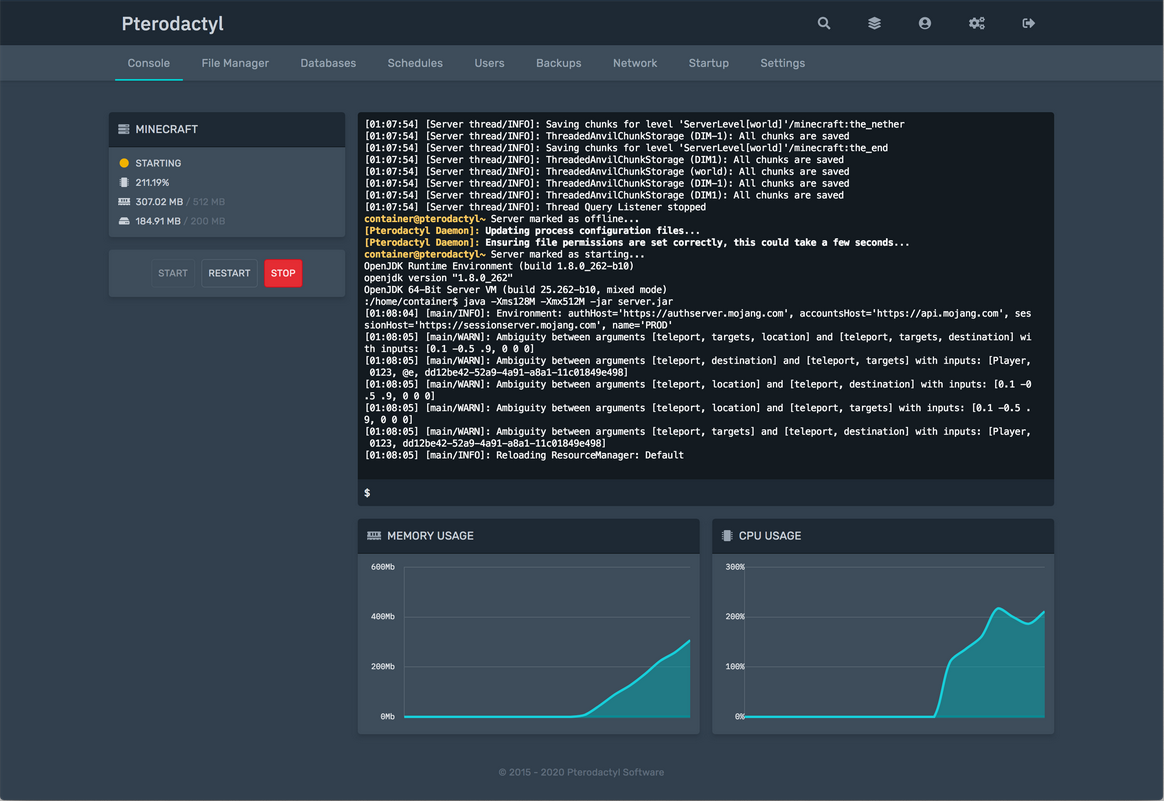 Pterodactyl
Console File Manager Databases Schedules Users Backups Network Startup Settings
MINECRAFT
STARTING
211.19%
307.02 MB / 512 MB
184.91 MB / 200 MB
START RESTART STOP
[01:07:54] [Server thread/INFO]: Saving chunks for level 'ServerLevel[world]'/minecraft:the_nether
[01:07:54] [Server thread/INFO]: ThreadedAnvilChunkStorage (DIM-1): All chunks are saved
[01:07:54] [Server thread/INFO]: Saving chunks for level 'ServerLevel[world]'/minecraft:the_end
[01:07:54] [Server thread/INFO]: ThreadedAnvilChunkStorage (DIM1): All chunks are saved
[01:07:54] [Server thread/INFO]: ThreadedAnvilChunkStorage (world): All chunks are saved
[01:07:54] [Server thread/INFO]: ThreadedAnvilChunkStorage (DIM-1): All chunks are saved
[01:07:54] [Server thread/INFO]: ThreadedAnvilChunkStorage (DIM1): All chunks are saved
[01:07:54] [Server thread/INFO]: Thread Query Listener stopped
container@pterodactyl~ Server marked as offline...
[Pterodactyl Daemon]: Updating process configuration files...
[Pterodactyl Daemon]: Ensuring file permissions are set correctly, this could take a few seconds...
container@pterodactyl~ Server marked as starting...
OpenJDK Runtime Environment (build 1.8.0_262-b10)
openjdk version "1.8.0_262"
OpenJDK 64-Bit Server VM (build 25.262-b10, mixed mode)
:/home/container$ java -Xms128M -Xmx512M -jar server.jar
[01:08:04] [main/INFO]: Environment: authHost='https://authserver.mojang.com', accountsHost='https://api.mojang.com', ses
sionHost='https://sessionserver.mojang.com', name='PROD'
[01:08:05] [main/WARN]: Ambiguity between arguments [teleport, targets, location] and [teleport, targets, destination] wi
th inputs: [0.1 -0.5 .9, 0 0 0]
[01:08:05] [main/WARN]: Ambiguity between arguments [teleport, destination] and [teleport, targets] with inputs: [Player,
0123, @e, dd12be42-52a9-4a91-a8a1-11c01849e498]
[01:08:05] [main/WARN]: Ambiguity between arguments [teleport, location] and [teleport, destination] with inputs: [0.1 -0
.5 .9, 0 0 0]
[01:08:05] [main/WARN]: Ambiguity between arguments [teleport, location] and [teleport, targets] with inputs: [0.1 -0.5 .
9, 0 0 0]
[01:08:05] [main/WARN]: Ambiguity between arguments [teleport, targets] and [teleport, destination] with inputs: [Player,
0123, dd12be42-52a9-4a91-a8a1-11c01849e498]
[01:08:05] [main/INFO]: Reloading ResourceManager: Default
$
MEMORY USAGE
600Mb
400Mb
200Mb
0Mb
CPU USAGE
300%
200%
100%
0%
© 2015 - 2020 Pterodactyl Software